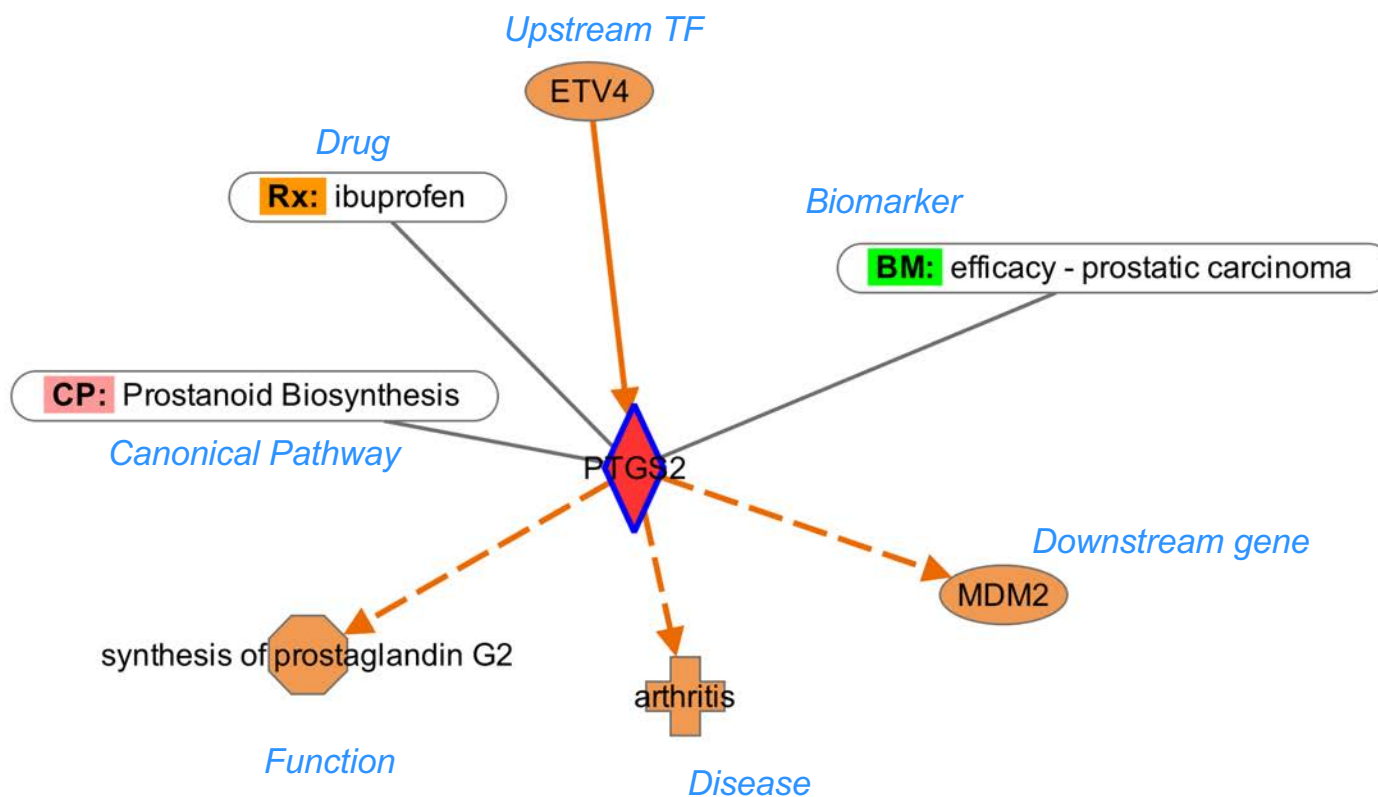 Upstream TF
ETV4
Drug
Rx: ibuprofen
Biomarker
BM: efficacy - prostatic carcinoma
CP: Prostanoid Biosynthesis
Canonical Pathway
PTGS2
Downstream gene
MDM2
synthesis of prostaglandin G2
arthritis
Function
Disease